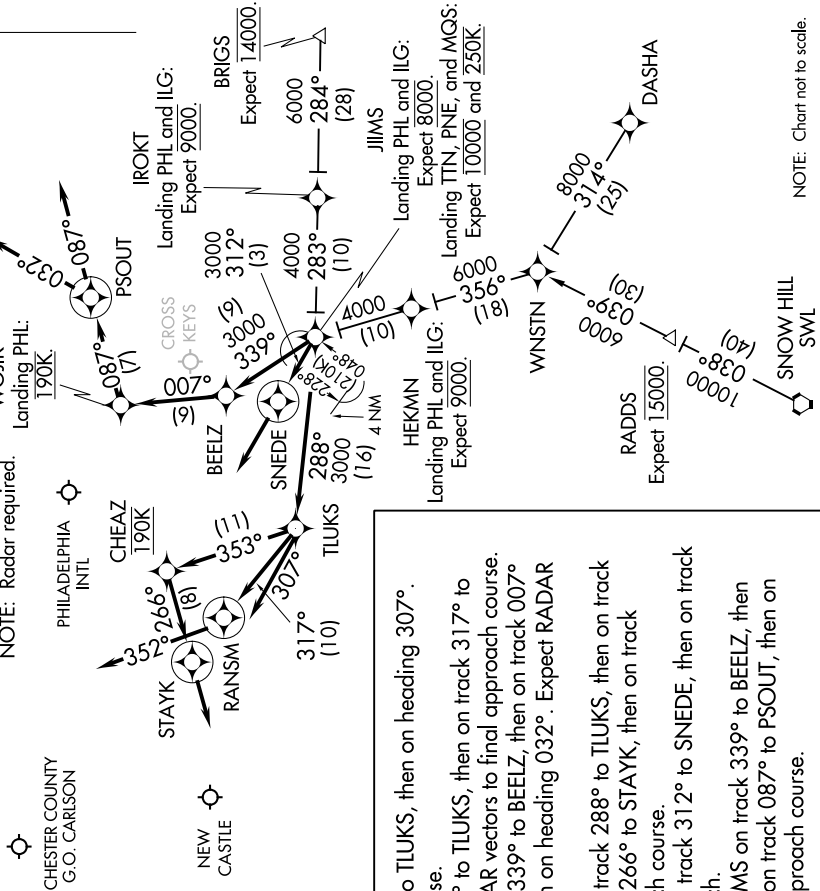 BRIGS
Expect 14000.
IROKT
Landing PHL and ILG:
Expect 9000.
6000
284°
(28)
JIIMS
Landing PHL and ILG:
Expect 8000.
Landing TTN, PNE, and MQS:
Expect 10000 and 250K.
DASHA
8000
314°
(25)
NOTE: Chart not to scale.
032°
087°
PSOUT
3000
312°
(3)
4000
283°
(10)
CROSS
KEYS
(9)
3000
339°
4000
(10)
6000
356°
(18)
WNSTN
039°
6000
(30)
Landing PHL:
190K.
087°
(7)
007°
(9)
BEELZ
SNEDE
048°
(210K)
228°
4 NM
HEKMN
Landing PHL and ILG:
Expect 9000.
RADDS
Expect 15000.
038°
10000
(40)
SNOW HILL
SWL
NOTE: Radar required.
PHILADELPHIA
INTL
CHEAZ
190K
(11)
353°
288°
3000
(16)
TLUKS
266°
(8)
307°
317°
(10)
352°
STAYK
RANSM
NEW
CASTLE
CHESTER COUNTY
G.O. CARLSON
o TLUKS, then on heading 307°.
se.
° to TLUKS, then on track 317° to
AR vectors to final approach course.
339° to BEELZ, then on track 007°
n on heading 032°. Expect RADAR
track 288° to TLUKS, then on track
266° to STAYK, then on track
ch course.
track 312° to SNEDE, then on track
ch.
MS on track 339° to BEELZ, then
on track 087° to PSOUT, then on
proach course.